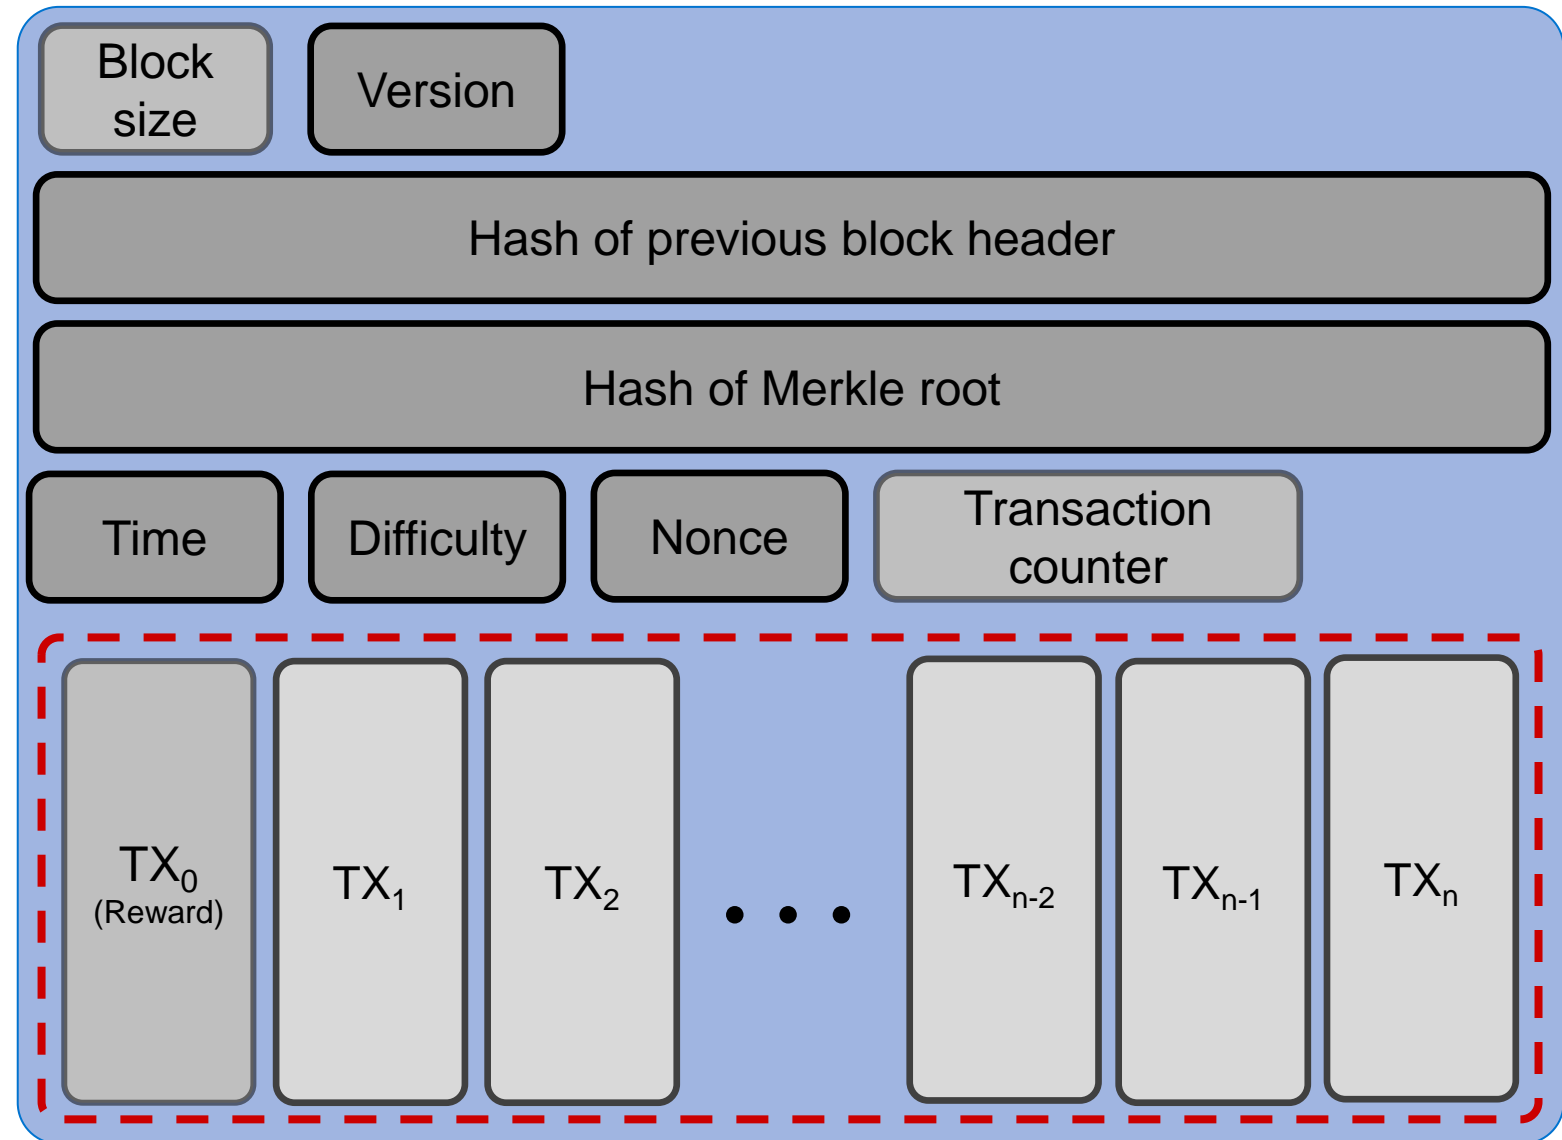 Block
size
Version
Hash of previous block header
Hash of Merkle root
Time
Difficulty
Nonce
Transaction
counter
TX₀
(Reward)
TX₁
TX₂
• • •
TXₙ₋₂
TXₙ₋₁
TXₙ